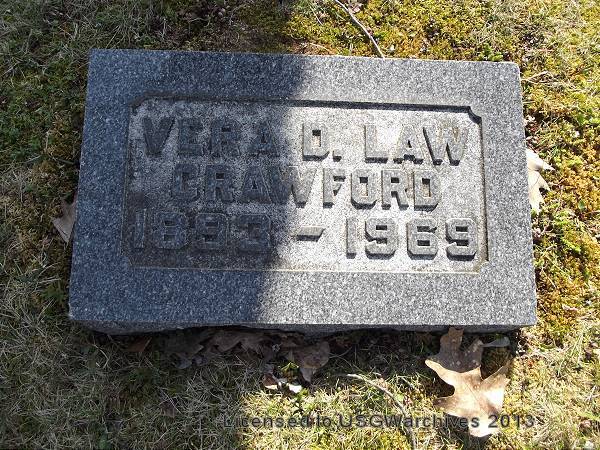 VERA D. LAW
CRAWFORD
1893 - 1969
Licensed to USGWarchives 2013